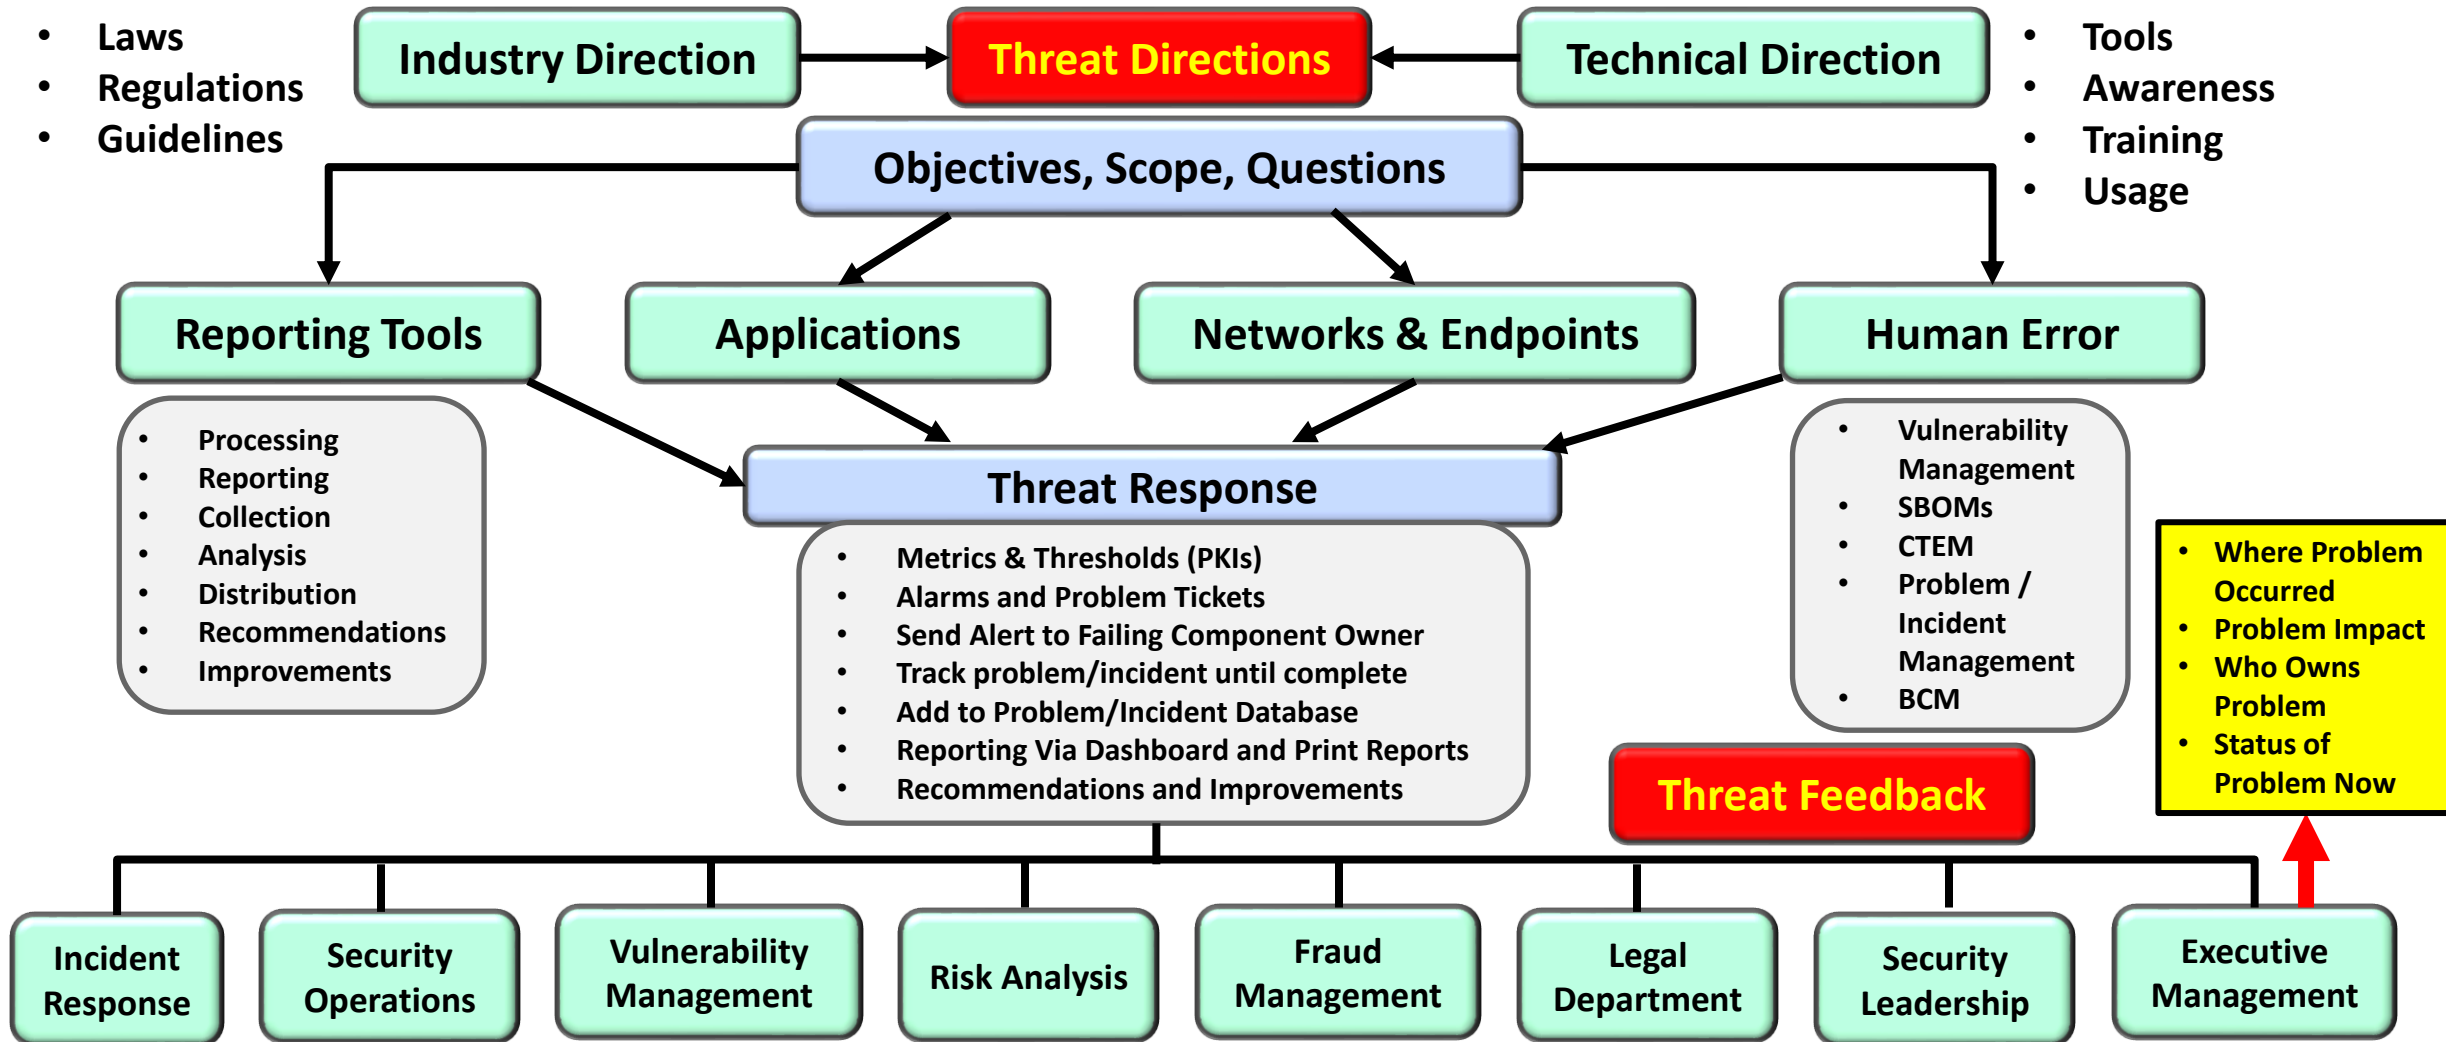 • Laws
• Regulations
• Guidelines
Industry Direction
Threat Directions
Technical Direction
• Tools
• Awareness
• Training
• Usage
Objectives, Scope, Questions
Reporting Tools
Applications
Networks & Endpoints
Human Error
• Processing
• Reporting
• Collection
• Analysis
• Distribution
• Recommendations
• Improvements
Threat Response
• Metrics & Thresholds (PKIs)
• Alarms and Problem Tickets
• Send Alert to Failing Component Owner
• Track problem/incident until complete
• Add to Problem/Incident Database
• Reporting Via Dashboard and Print Reports
• Recommendations and Improvements
• Vulnerability
Management
• SBOMs
• CTEM
• Problem /
Incident
Management
• BCM
• Where Problem
Occurred
• Problem Impact
• Who Owns
Problem
• Status of
Problem Now
Threat Feedback
Incident
Response
Security
Operations
Vulnerability
Management
Risk Analysis
Fraud
Management
Legal
Department
Security
Leadership
Executive
Management